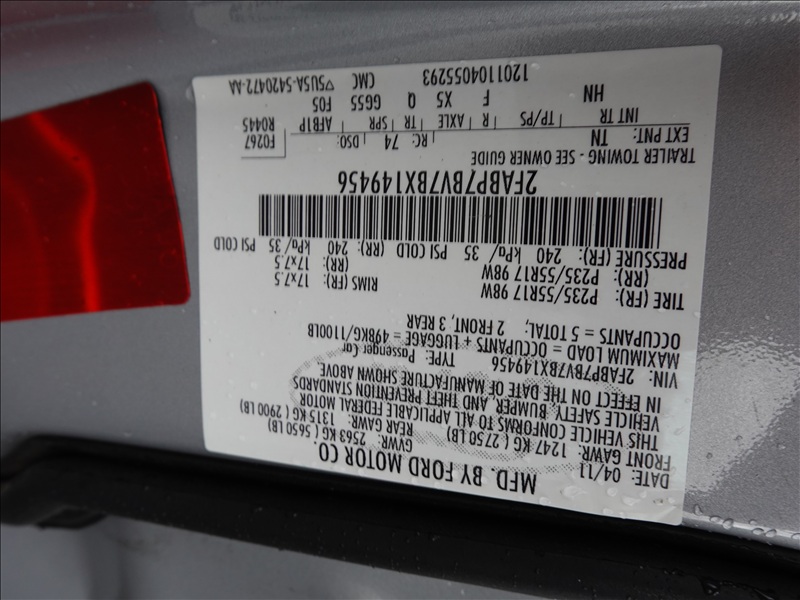 MFD. BY FORD MOTOR CO.
DATE: 04/11 GVWR: 2563 KG ( 5650 LB)
FRONT GAWR: 1247 KG ( 2750 LB) REAR GAWR: 1315 KG ( 2900 LB)
THIS VEHICLE CONFORMS TO ALL APPLICABLE FEDERAL MOTOR
VEHICLE SAFETY, BUMPER, AND THEFT PREVENTION STANDARDS
IN EFFECT ON THE DATE OF MANUFACTURE SHOWN ABOVE.
VIN: 2FABP7BV7BX149456 TYPE: Passenger Car
MAXIMUM LOAD = OCCUPANTS + LUGGAGE = 498KG/1100LB
OCCUPANTS = 5 TOTAL; 2 FRONT, 3 REAR
TIRE (FR): P235/55R17 98W RIMS (FR): 17x7.5
(RR): P235/55R17 98W (RR): 17x7.5
PRESSURE (FR): 240 kPa/ 35 PSI COLD (RR): 240 kPa/ 35 PSI COLD
2FABP7BV7BX149456
TRAILER TOWING - SEE OWNER GUIDE
EXT PNT: TN RC: 74 DSO: F0267
INT TR TP/PS R AXLE TR SPR AFB1P R0445
HN F X5 Q GG55 F05
1201104055293 CMC ▽5U5A-5420472-AA